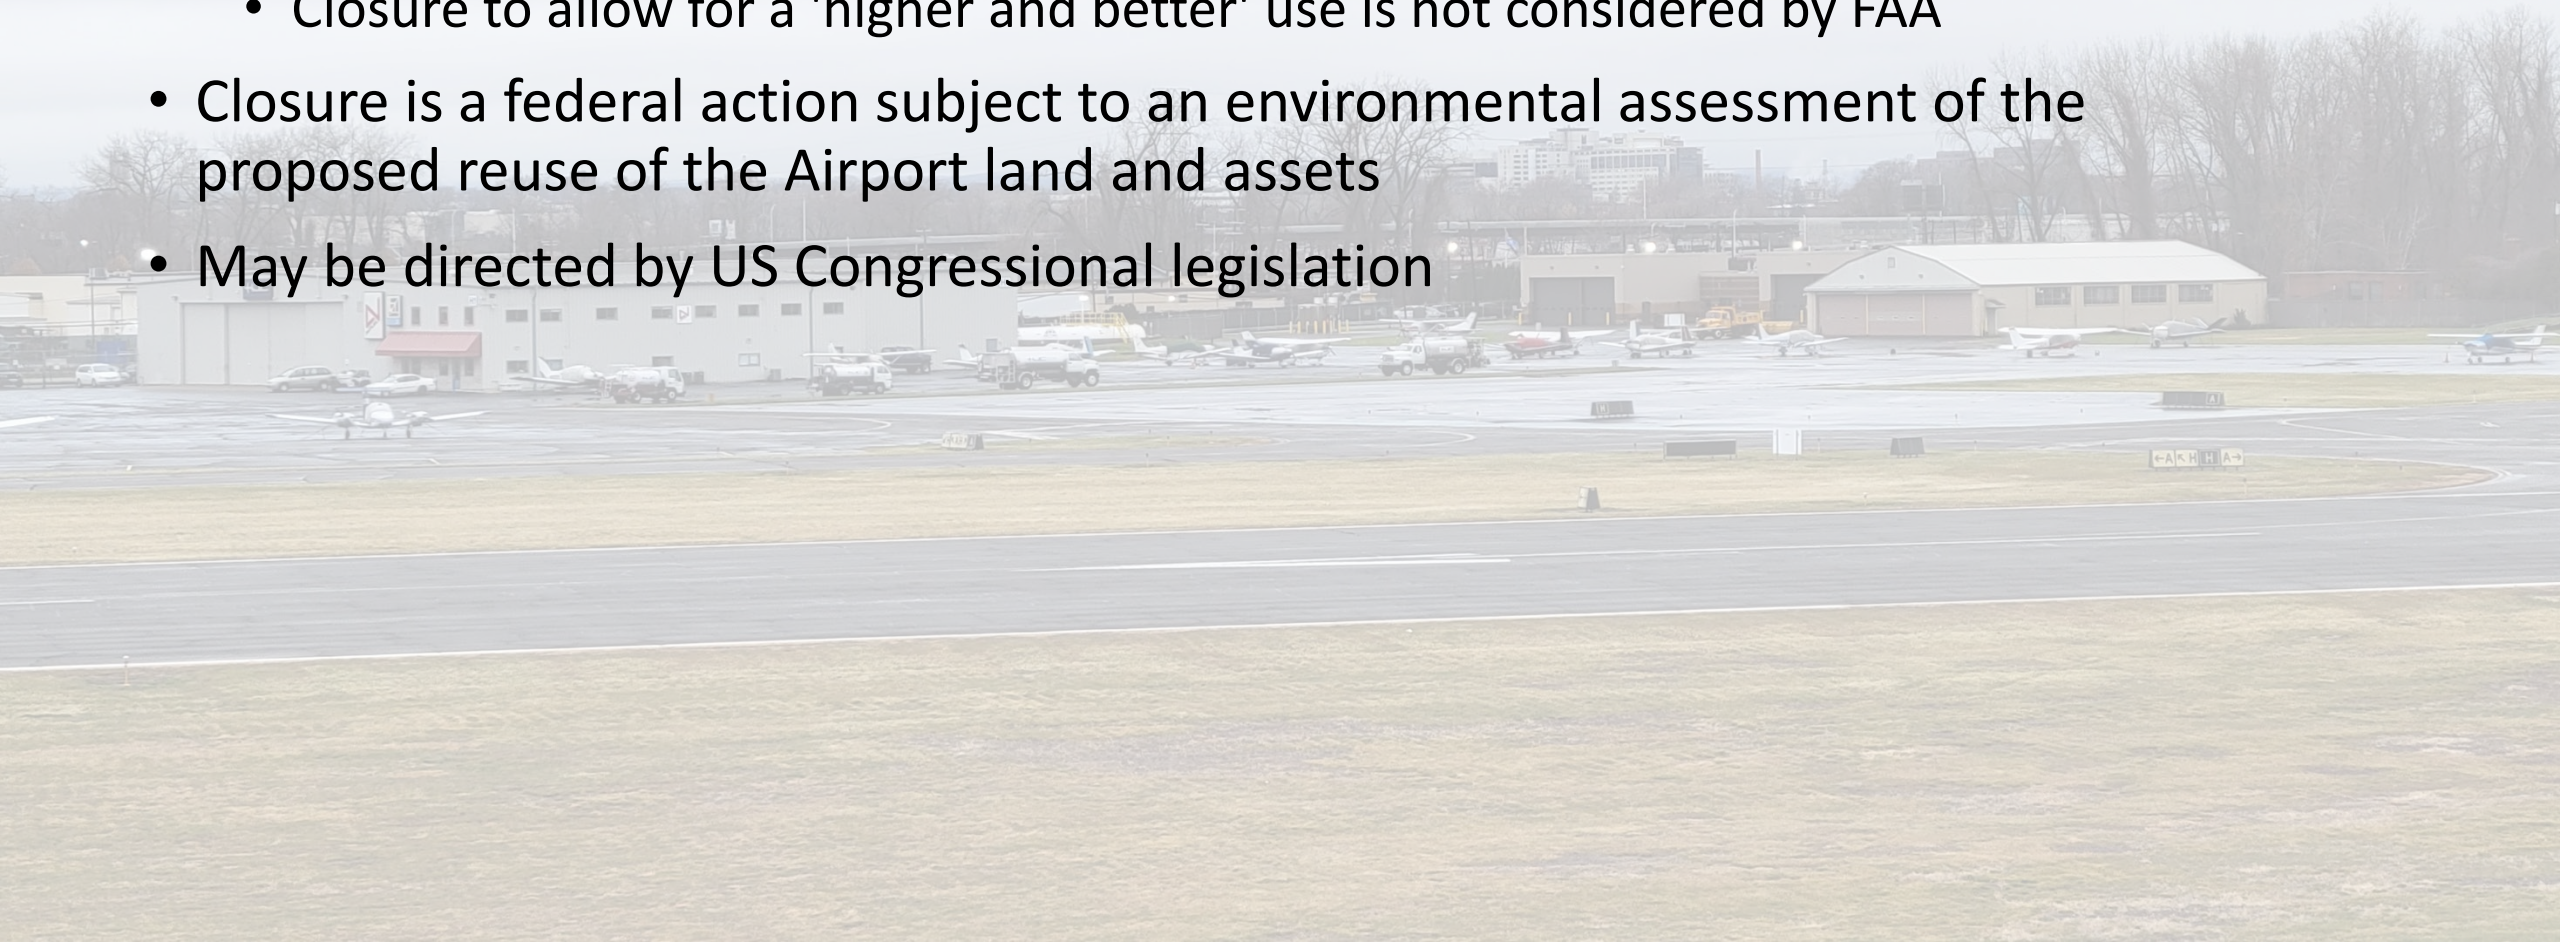 • Closure to allow for a 'higher and better' use is not considered by FAA
• Closure is a federal action subject to an environmental assessment of the
proposed reuse of the Airport land and assets
• May be directed by US Congressional legislation
←A↖H H A→